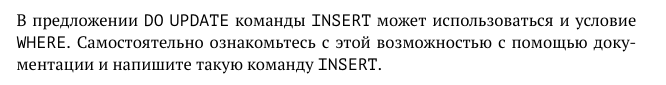 В предложении DO UPDATE команды INSERT может использоваться и условие
WHERE. Самостоятельно ознакомьтесь с этой возможностью с помощью доку-
ментации и напишите такую команду INSERT.